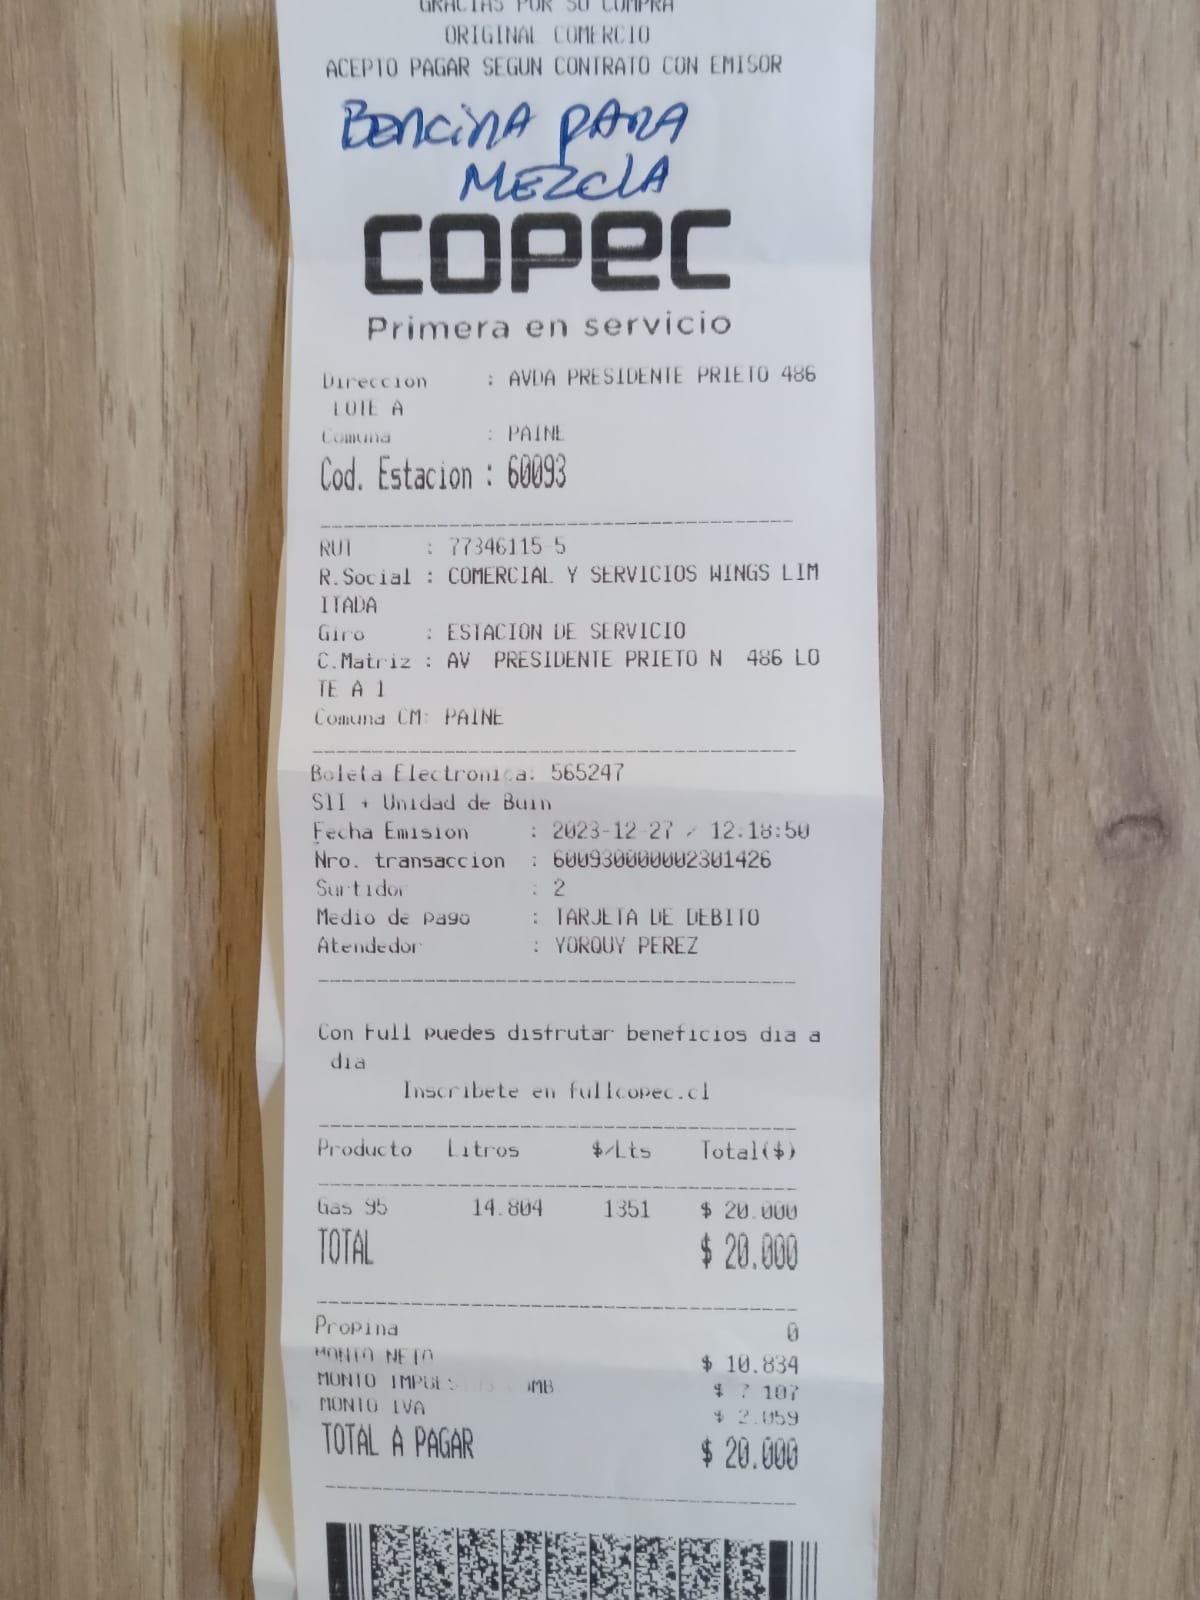 GRACIAS POR SU COMPRA
ORIGINAL COMERCIO
ACEPTO PAGAR SEGUN CONTRATO CON EMISOR
BENCINA PARA
MEZCLA
COPEC
Primera en servicio
Direccion : AVDA PRESIDENTE PRIETO 486
LOTE A
Comuna : PAINE
Cod. Estacion : 60093
RUT : 77346115-5
R.Social : COMERCIAL Y SERVICIOS WINGS LIM
ITADA
Giro : ESTACION DE SERVICIO
C.Matriz : AV PRESIDENTE PRIETO N 486 LO
TE A 1
Comuna CM: PAINE
Boleta Electronica: 565247
SII + Unidad de Buin
Fecha Emision : 2023-12-27 / 12:18:50
Nro. transaccion : 600930000002301426
Surtidor : 2
Medio de pago : TARJETA DE DEBITO
Atendedor : YORQUY PEREZ
Con Full puedes disfrutar beneficios dia a
dia
Inscribete en fullcopec.cl
Producto Litros $/Lts Total($)
Gas 95 14.804 1351 $ 20.000
TOTAL $ 20.000
Propina 0
MONTO NETO $ 10.834
MONTO $ 7.107
MONTO IVA $ 2.059
TOTAL A PAGAR $ 20.000